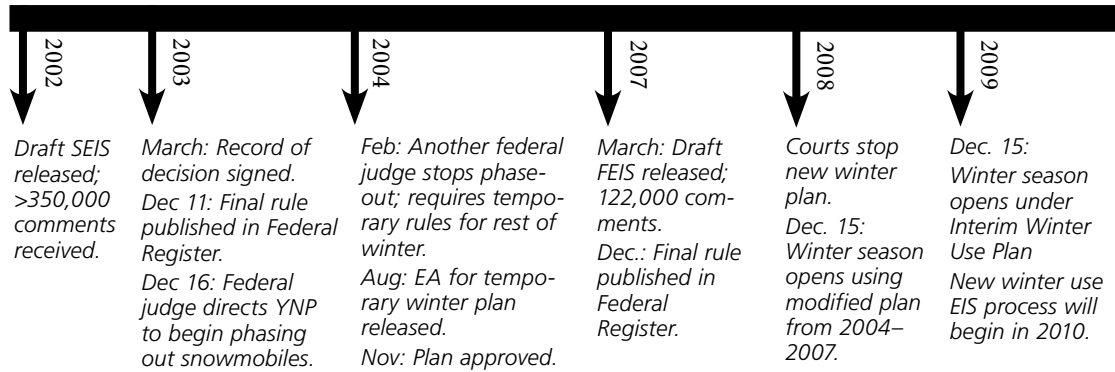 2002
Draft SEIS
released;
>350,000
comments
received.
2003
March: Record of
decision signed.
Dec 11: Final rule
published in Federal
Register.
Dec 16: Federal
judge directs YNP
to begin phasing
out snowmobiles.
2004
Feb: Another federal
judge stops phase-
out; requires tempo-
rary rules for rest of
winter.
Aug: EA for tempo-
rary winter plan
released.
Nov: Plan approved.
2007
March: Draft
FEIS released;
122,000 com-
ments.
Dec.: Final rule
published in
Federal
Register.
2008
Courts stop
new winter
plan.
Dec. 15:
Winter season
opens using
modified plan
from 2004–
2007.
2009
Dec. 15:
Winter season
opens under
Interim Winter
Use Plan
New winter use
EIS process will
begin in 2010.